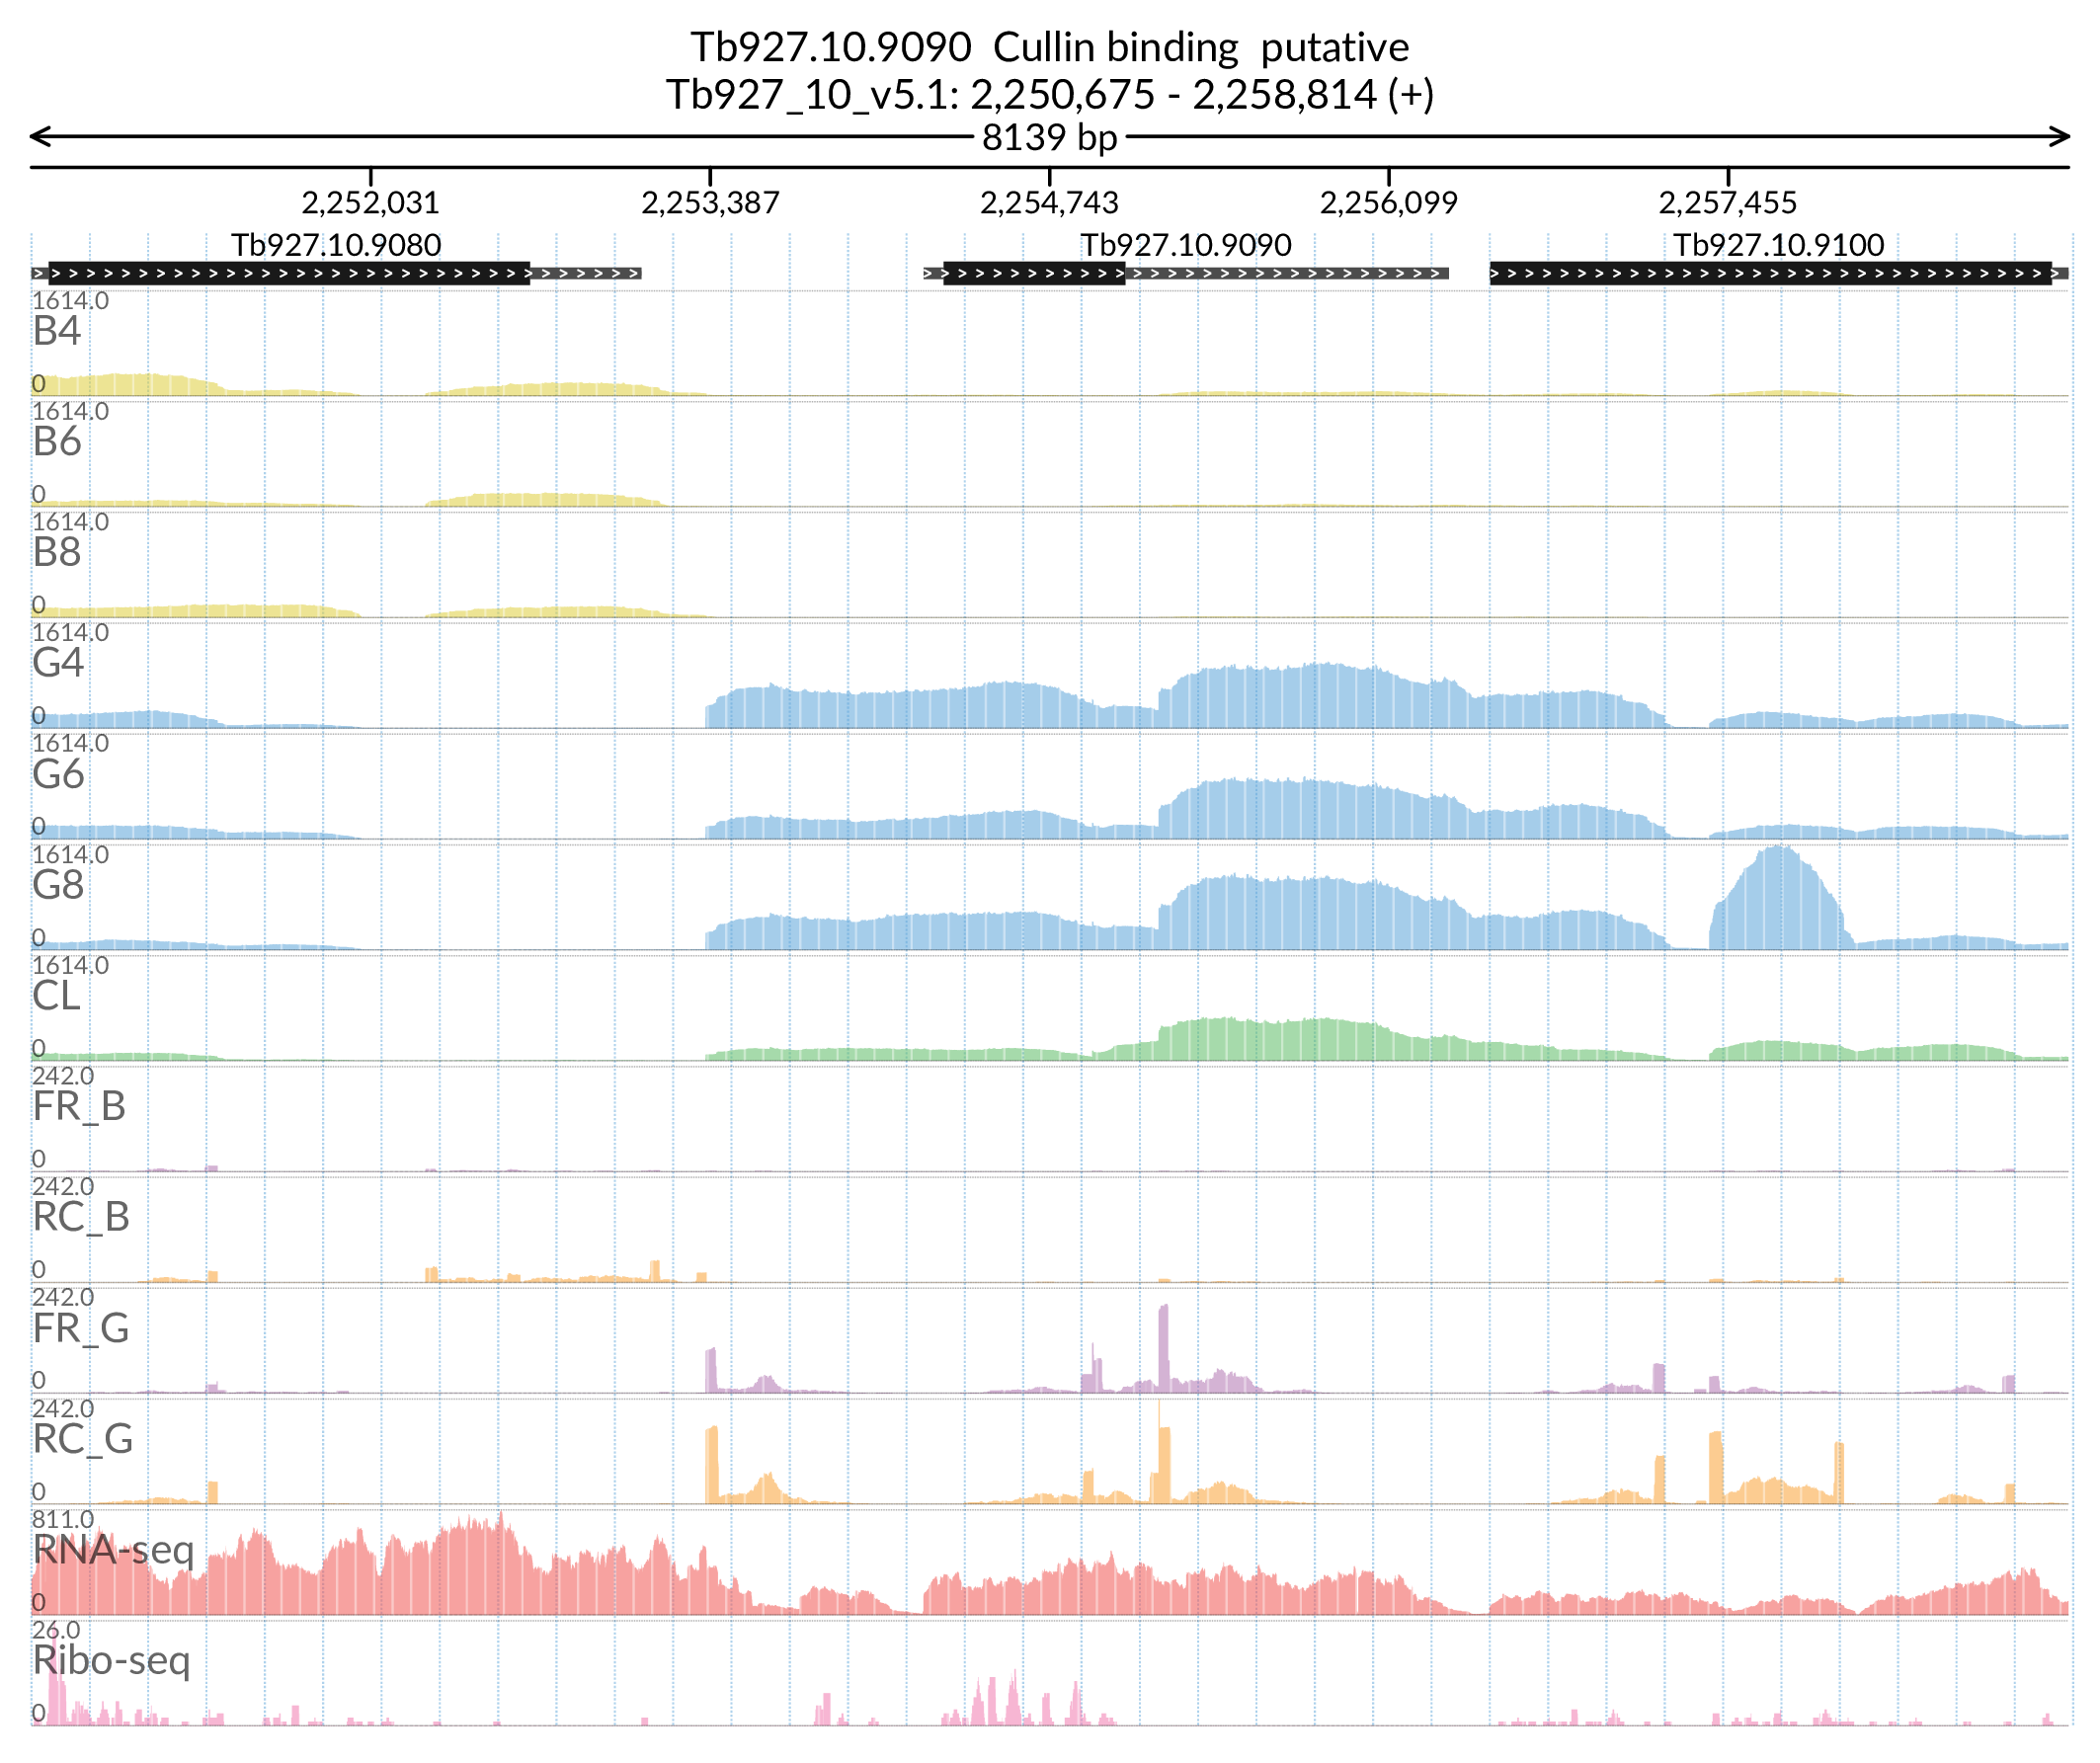 Tb927.10.9090  Cullin binding  putative
Tb927_10_v5.1: 2,250,675 - 2,258,814 (+)
8139 bp
2,252,031 2,253,387 2,254,743 2,256,099 2,257,455
Tb927.10.9080 Tb927.10.9090 Tb927.10.9100
1614.0
B4
0
1614.0
B6
0
1614.0
B8
0
1614.0
G4
0
1614.0
G6
0
1614.0
G8
0
1614.0
CL
0
242.0
FR_B
0
242.0
RC_B
0
242.0
FR_G
0
242.0
RC_G
0
811.0
RNA-seq
0
26.0
Ribo-seq
0